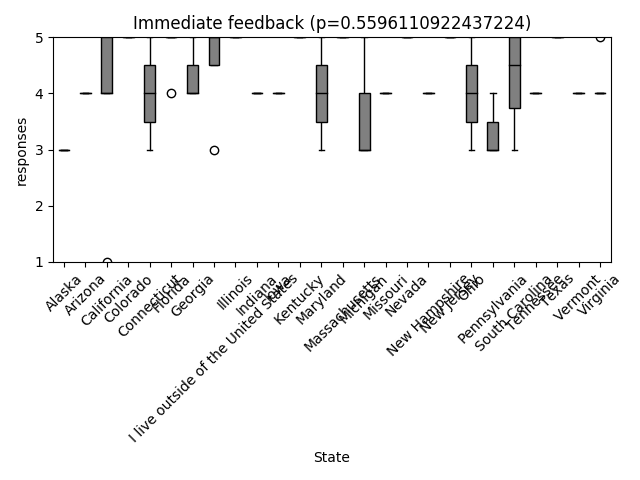 Immediate feedback (p=0.5596110922437224)
responses
5
4
3
2
1
Alaska
Arizona
California
Colorado
Connecticut
Florida
Georgia
I live outside of the United States
Illinois
Indiana
Iowa
Kentucky
Maryland
Massachusetts
Michigan
Missouri
Nevada
New Hampshire
New Jersey
Ohio
Pennsylvania
South Carolina
Tennessee
Texas
Vermont
Virginia
State